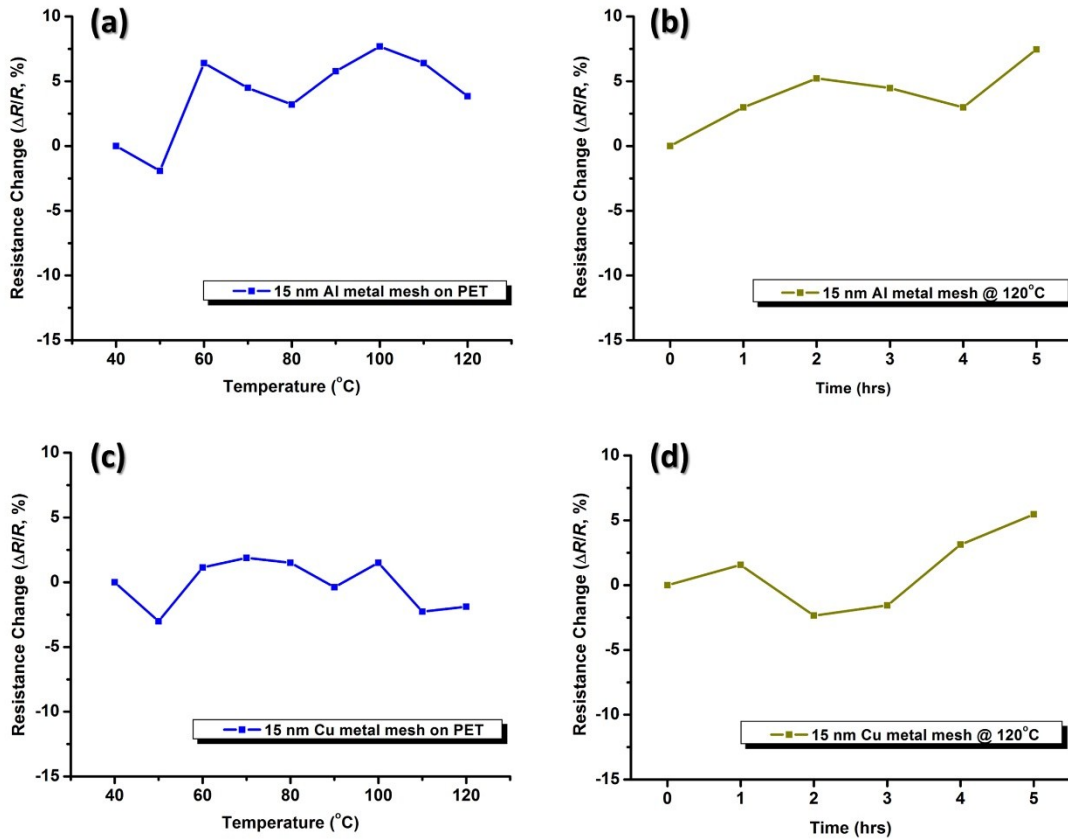 (a)
10
5
0
-5
-10
-15
Resistance Change (ΔR/R, %)
15 nm Al metal mesh on PET
40 60 80 100 120
Temperature (°C)
(b)
10
5
0
-5
-10
-15
Resistance Change (ΔR/R, %)
15 nm Al metal mesh @ 120°C
0 1 2 3 4 5
Time (hrs)
(c)
10
5
0
-5
-10
-15
Resistance Change (ΔR/R, %)
15 nm Cu metal mesh on PET
40 60 80 100 120
Temperature (°C)
(d)
10
5
0
-5
-10
-15
Resistance Change (ΔR/R, %)
15 nm Cu metal mesh @ 120°C
0 1 2 3 4 5
Time (hrs)